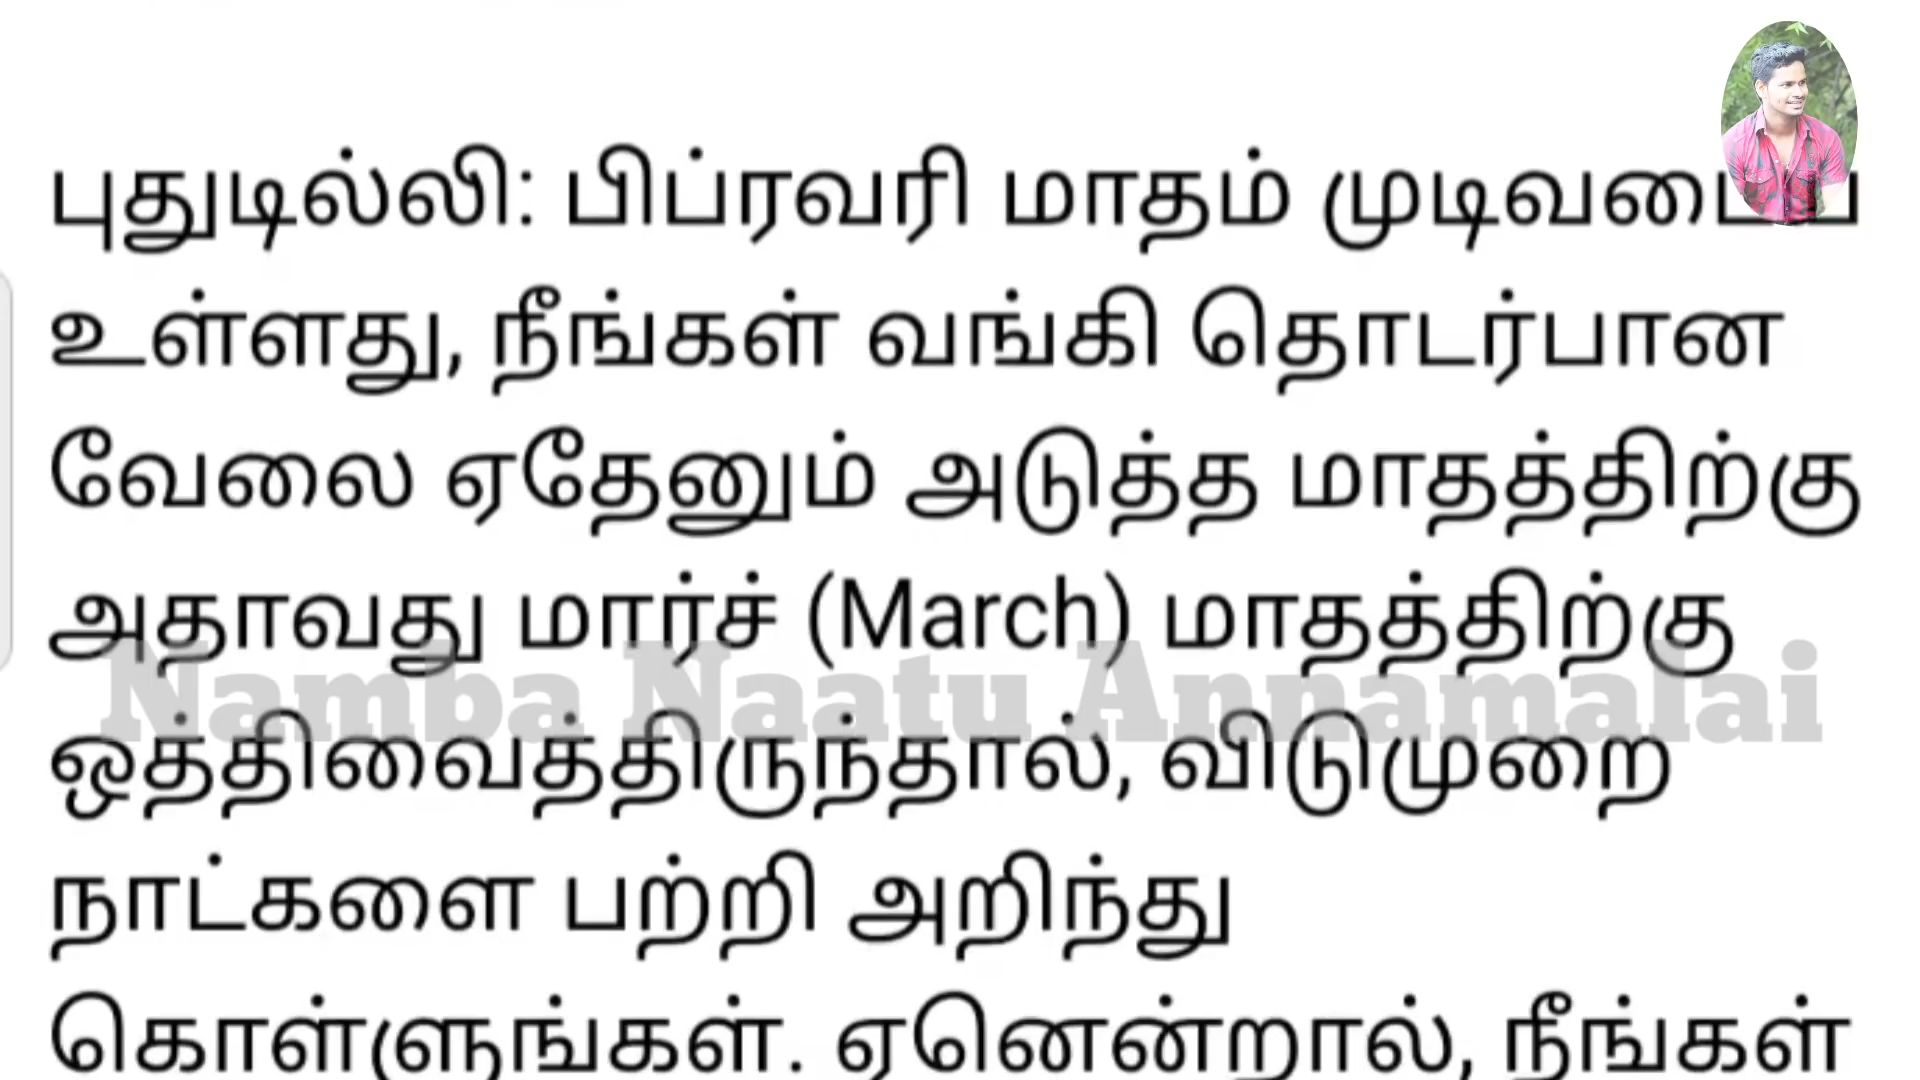 புதுடில்லி: பிப்ரவரி மாதம் முடிவடைய
உள்ளது, நீங்கள் வங்கி தொடர்பான
வேலை ஏதேனும் அடுத்த மாதத்திற்கு
அதாவது மார்ச் (March) மாதத்திற்கு
Namba Naatu Annamalai
ஒத்திவைத்திருந்தால், விடுமுறை
நாட்களை பற்றி அறிந்து
கொள்ளுங்கள். ஏனென்றால், நீங்கள்